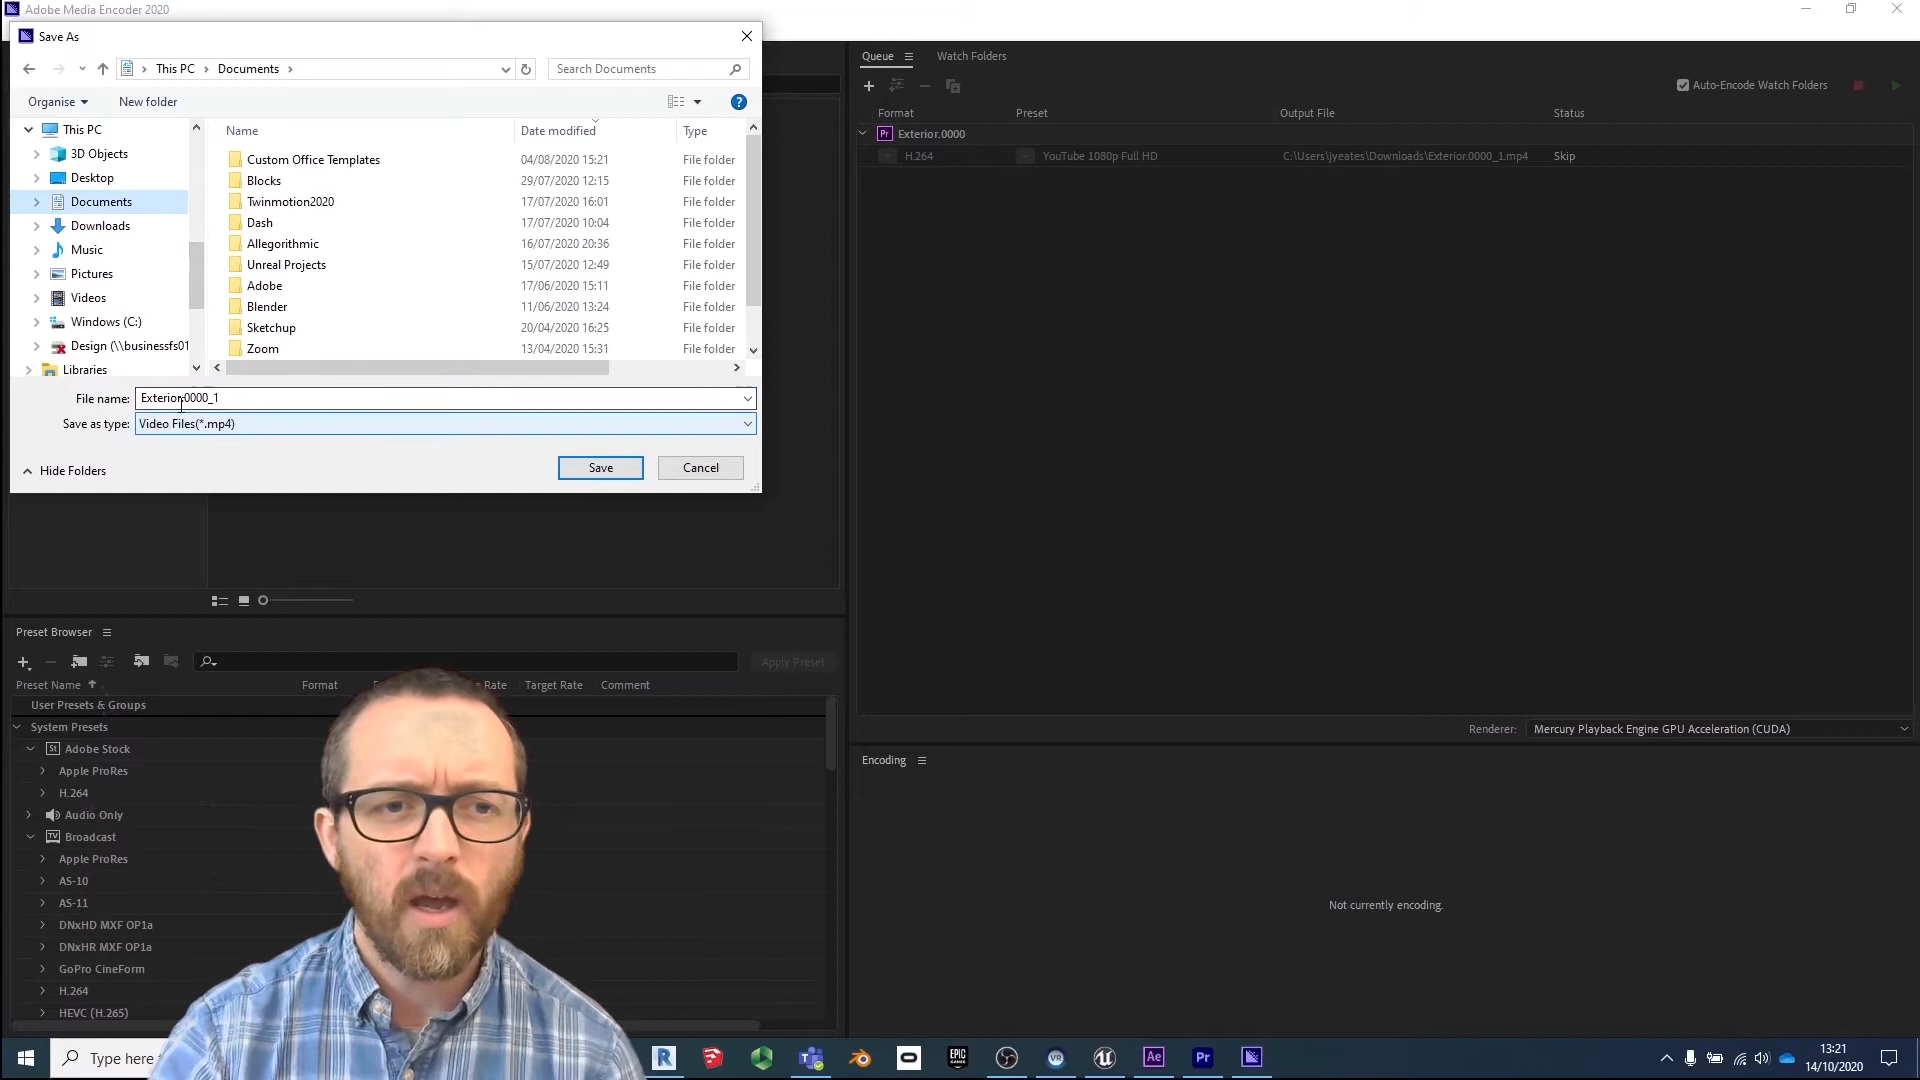 Adobe Media Encoder 2020
Save As
This PC > Documents >
Search Documents
Organise
New folder
Name
Date modified
Type
This PC
3D Objects
Desktop
Documents
Downloads
Music
Pictures
Videos
Windows (C:)
Design (\\businessfs01
Libraries
Custom Office Templates 04/08/2020 15:21 File folder
Blocks 29/07/2020 12:15 File folder
Twinmotion2020 17/07/2020 16:01 File folder
Dash 17/07/2020 10:04 File folder
Allegorithmic 16/07/2020 20:36 File folder
Unreal Projects 15/07/2020 12:49 File folder
Adobe 17/06/2020 15:11 File folder
Blender 11/06/2020 13:24 File folder
Sketchup 20/04/2020 16:25 File folder
Zoom 13/04/2020 15:31 File folder
File name: Exterior.0000_1
Save as type: Video Files(*.mp4)
Hide Folders
Save
Cancel
Queue
Watch Folders
Auto-Encode Watch Folders
Format Preset Output File Status
Pr Exterior.0000
H.264 YouTube 1080p Full HD C:\Users\jyeates\Downloads\Exterior.0000_1.mp4 Skip
Renderer: Mercury Playback Engine GPU Acceleration (CUDA)
Preset Browser
Apply Preset
Preset Name Format Rate Target Rate Comment
User Presets & Groups
System Presets
St Adobe Stock
Apple ProRes
H.264
Audio Only
TV Broadcast
Apple ProRes
AS-10
AS-11
DNxHD MXF OP1a
DNxHR MXF OP1a
GoPro CineForm
H.264
HEVC (H.265)
Encoding
Not currently encoding.
Type here
R
EPIC GAMES
VR
Ae
Pr
13:21
14/10/2020